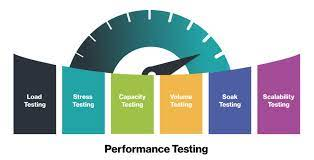 Load
Testing
Stress
Testing
Capacity
Testing
Volume
Testing
Soak
Testing
Scalability
Testing
Performance Testing